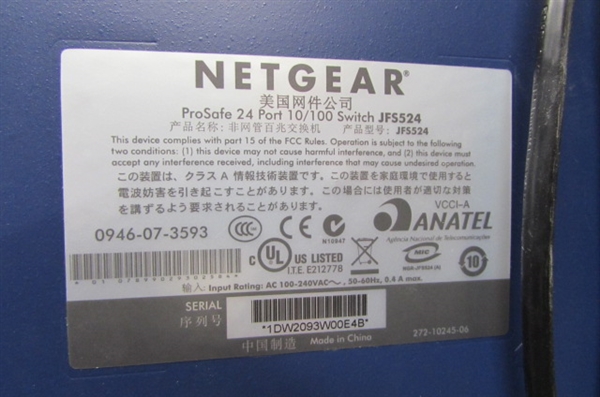 NETGEAR®
美国网件公司
ProSafe 24 Port 10/100 Switch JFS524
产品名称: 非网管百兆交换机 产品型号: JFS524
This device complies with part 15 of the FCC Rules. Operation is subject to the following
two conditions: (1) this device may not cause harmful interference, and (2) this device must
accept any interference received, including interference that may cause undesired operation.
この装置は、クラスA 情報技術装置です。この装置を家庭環境で使用すると
電波妨害を引き起こすことがあります。この場合には使用者が適切な対策
を講ずるよう要求されることがあります。
VCCI-A
ANATEL
Agência Nacional de Telecomunicações
0946-07-3593
CCC
N10947
C UL US LISTED
I.T.E. E212778
MIC
10
输入: Input Rating: AC 100-240VAC~, 50-60Hz, 0.4 A max.
SERIAL
序列号
*1DW2093W00E4B*
中国制造 Made in China
272-10245-06